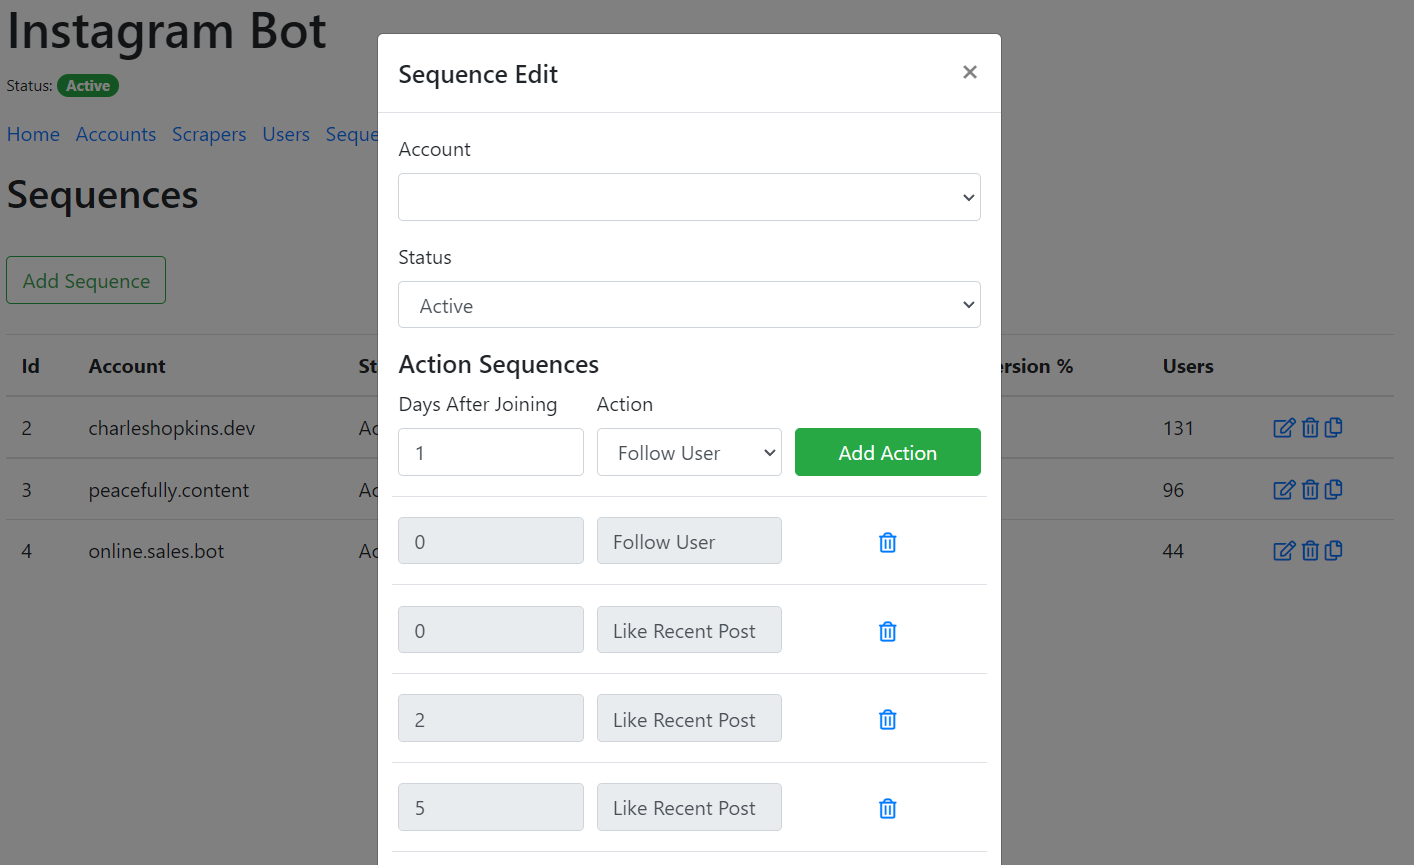 Instagram Bot
Status: Active
Home Accounts Scrapers Users Seque
Sequences
Add Sequence
Id Account St ersion % Users
2 charleshopkins.dev Ac 131
3 peacefully.content Ac 96
4 online.sales.bot Ac 44
Sequence Edit ×
Account
Status
Active
Action Sequences
Days After Joining Action
1 Follow User Add Action
0 Follow User
0 Like Recent Post
2 Like Recent Post
5 Like Recent Post